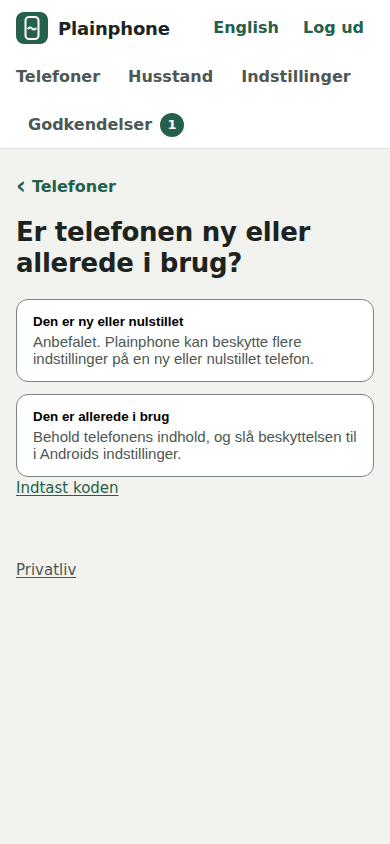 Plainphone
English
Log ud
Telefoner
Husstand
Indstillinger
Godkendelser 1
‹ Telefoner
Er telefonen ny eller
allerede i brug?
Den er ny eller nulstillet
Anbefalet. Plainphone kan beskytte flere
indstillinger på en ny eller nulstillet telefon.
Den er allerede i brug
Behold telefonens indhold, og slå beskyttelsen til
i Androids indstillinger.
Indtast koden
Privatliv